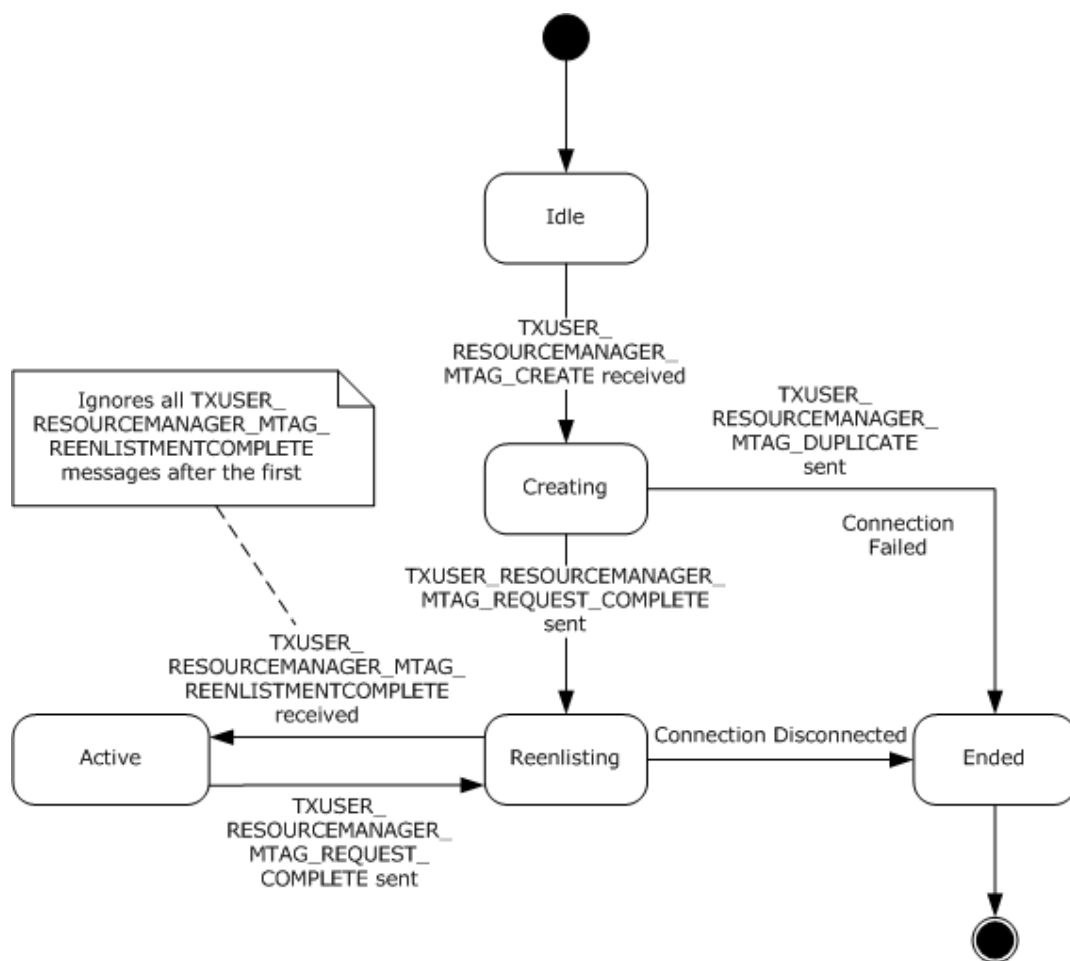 Idle
TXUSER_
RESOURCEMANAGER_
MTAG_CREATE received
Ignores all TXUSER_
RESOURCEMANAGER_MTAG_
REENLISTMENTCOMPLETE
messages after the first
TXUSER_
RESOURCEMANAGER_
MTAG_DUPLICATE
sent
Creating
Connection
Failed
TXUSER_RESOURCEMANAGER_
MTAG_REQUEST_COMPLETE
sent
TXUSER_
RESOURCEMANAGER_MTAG_
REENLISTMENTCOMPLETE
received
Active
Reenlisting
Connection Disconnected
Ended
TXUSER_
RESOURCEMANAGER_
MTAG_REQUEST_
COMPLETE sent